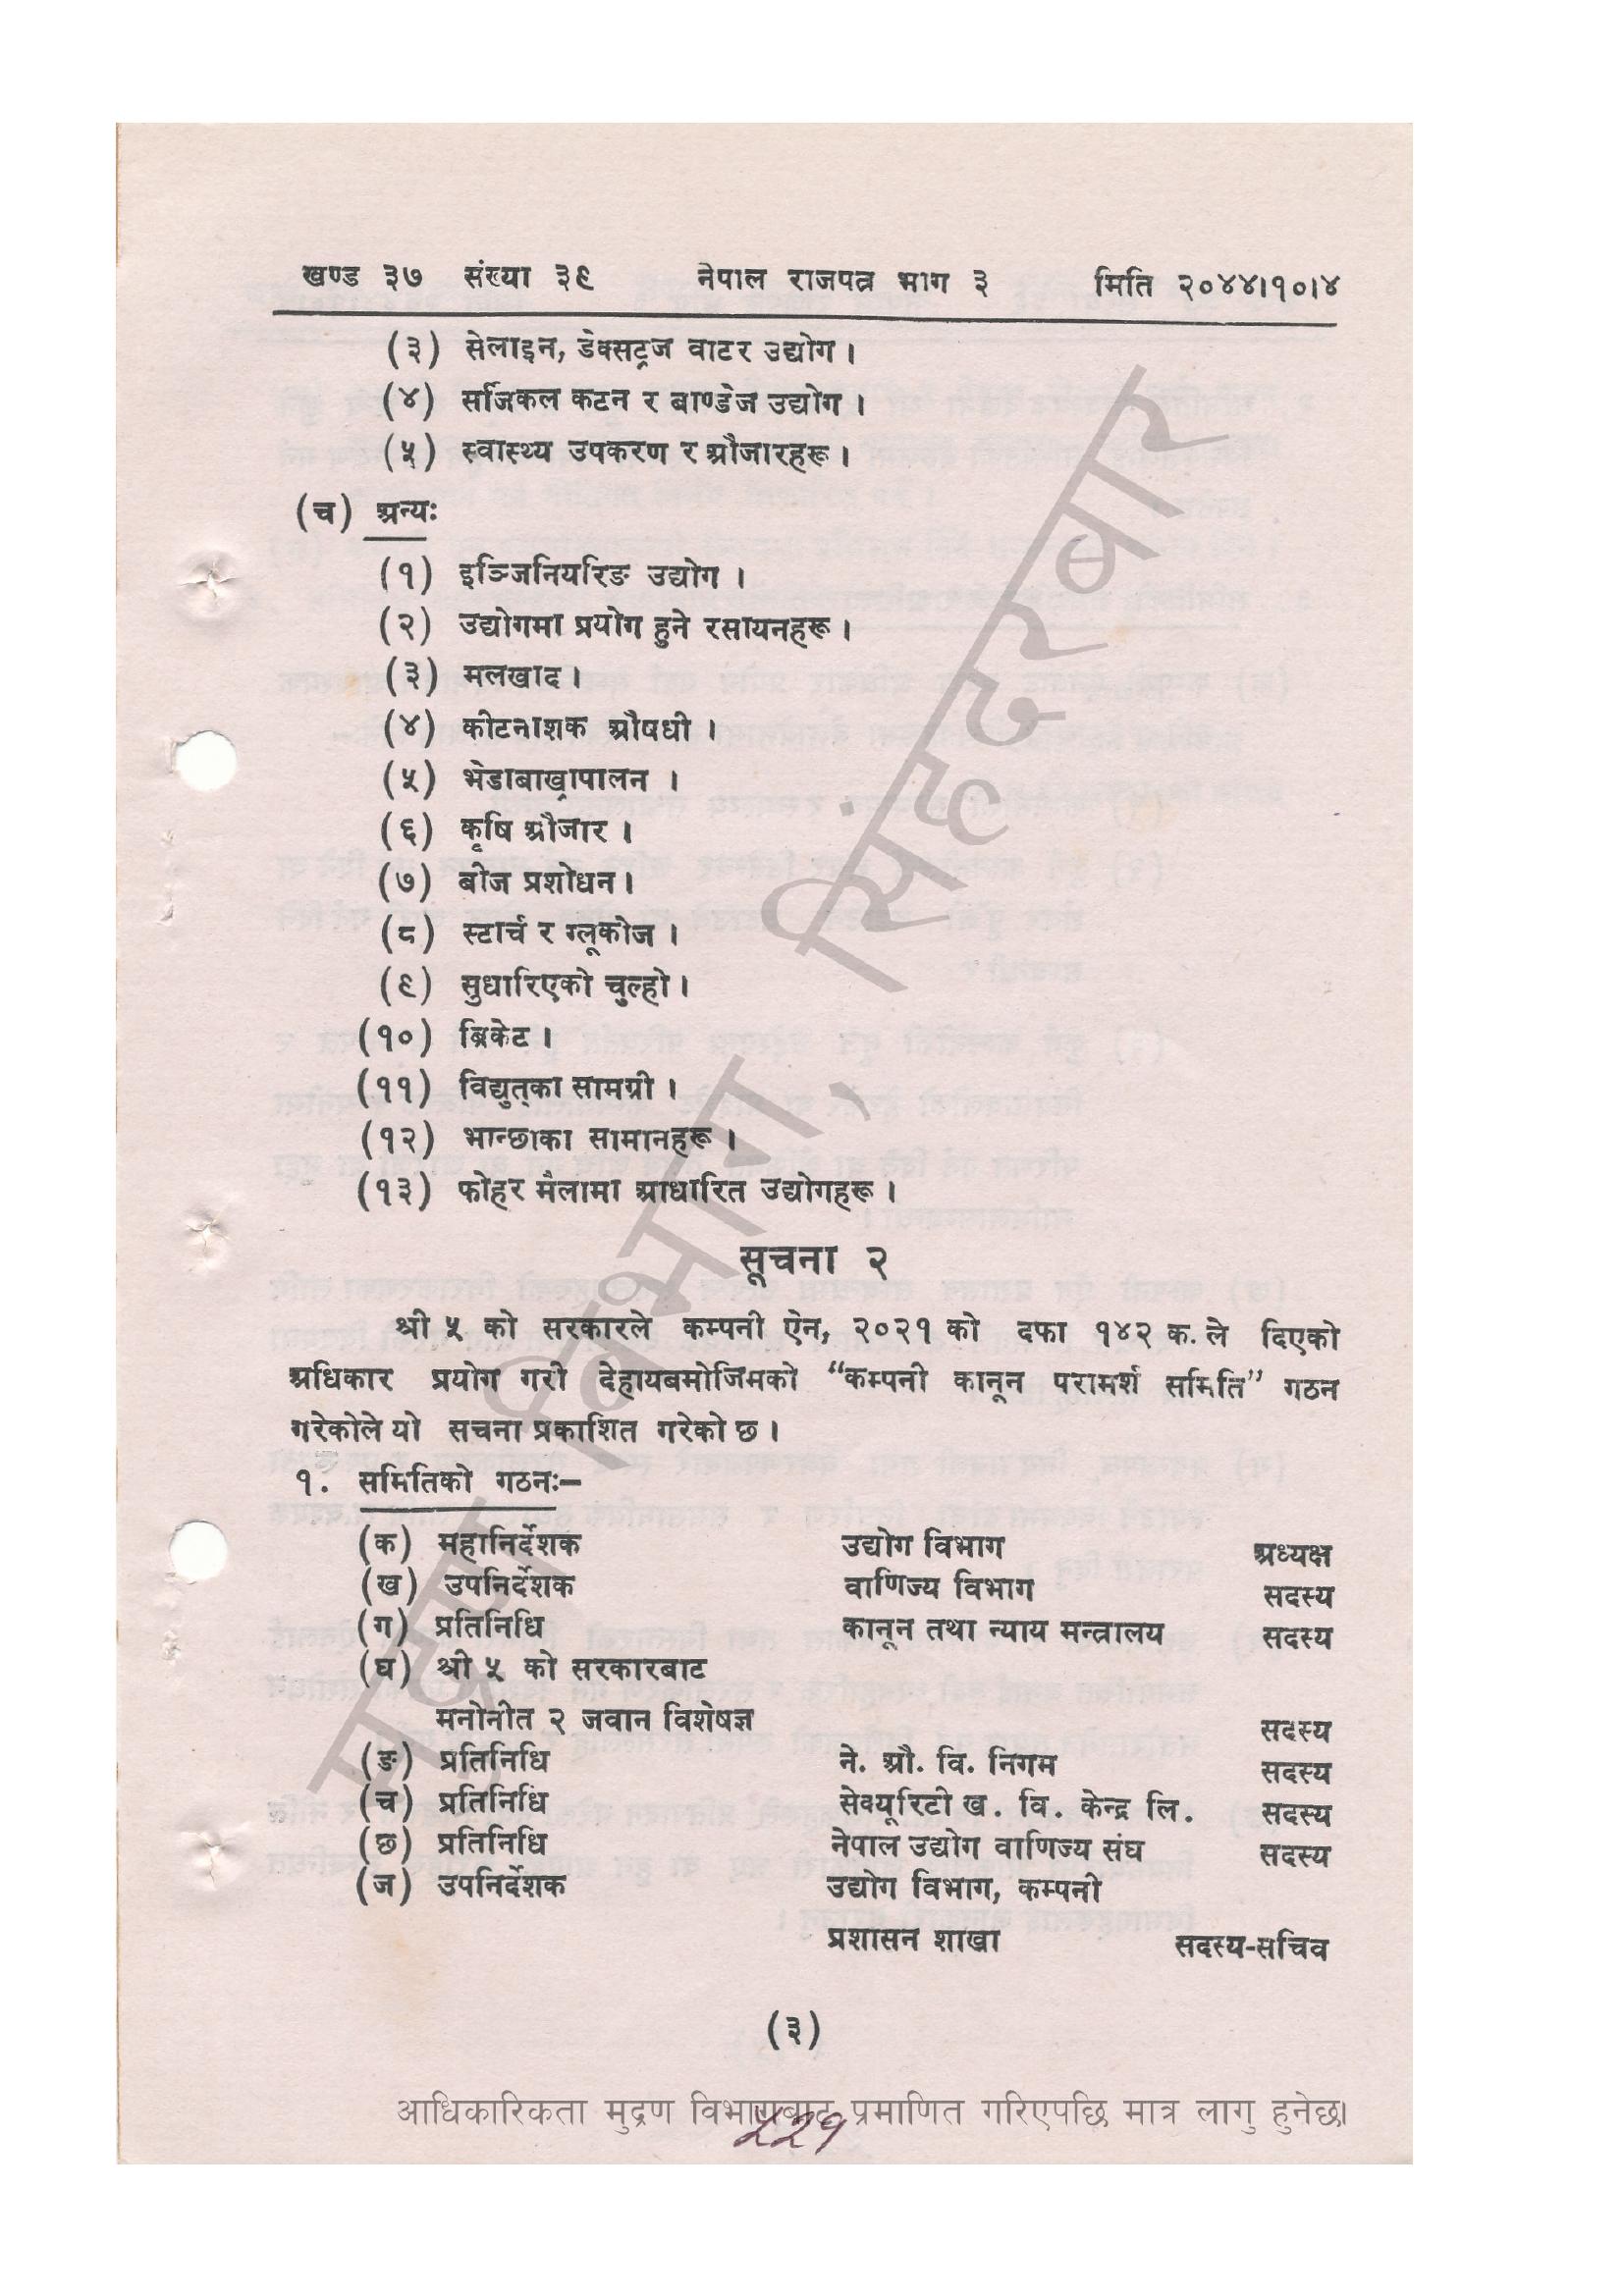 खण्ड ३७ संख्या ३९ नेपाल राजपत्र भाग ३ मिति २०४४।१०।४
(३) सेलाइन, डेक्सट्रज वाटर उद्योग ।
(४) सर्जिकल कटन र बाण्डेज उद्योग ।
(५) स्वास्थ्य उपकरण र औजारहरू ।
(च) अन्यः
(१) इञ्जिनियरिङ उद्योग ।
(२) उद्योगमा प्रयोग हुने रसायनहरू ।
(३) मलखाद ।
(४) कीटनाशक औषधी ।
(५) भेडाबाख्रापालन ।
(६) कृषि औजार ।
(७) बीज प्रशोधन ।
(८) स्टार्च र ग्लूकोज ।
(९) सुधारिएको चुल्हो ।
(१०) ब्रिकेट ।
(११) विद्युत्का सामग्री ।
(१२) भान्छाका सामानहरू ।
(१३) फोहर मैलामा आधारित उद्योगहरू ।
सूचना २
श्री ५ को सरकारले कम्पनी ऐन, २०२१ को दफा १४२ क. ले दिएको
अधिकार प्रयोग गरी देहायबमोजिमको “कम्पनी कानून परामर्श समिति” गठन
गरेकोले यो सचना प्रकाशित गरेको छ ।
१. समितिको गठनः–
(क) महानिर्देशक उद्योग विभाग अध्यक्ष
(ख) उपनिर्देशक वाणिज्य विभाग सदस्य
(ग) प्रतिनिधि कानून तथा न्याय मन्त्रालय सदस्य
(घ) श्री ५ को सरकारबाट
मनोनीत २ जवान विशेषज्ञ सदस्य
(ङ) प्रतिनिधि ने. औ. वि. निगम सदस्य
(च) प्रतिनिधि सेक्यूरिटी ख. वि. केन्द्र लि. सदस्य
(छ) प्रतिनिधि नेपाल उद्योग वाणिज्य संघ सदस्य
(ज) उपनिर्देशक उद्योग विभाग, कम्पनी
प्रशासन शाखा सदस्य-सचिव
(३)
आधिकारिकता मुद्रण विभागबाट प्रमाणित गरिएपछि मात्र लागु हुनेछ।
५२१
मुद्रण विभाग, सिंहदरबार